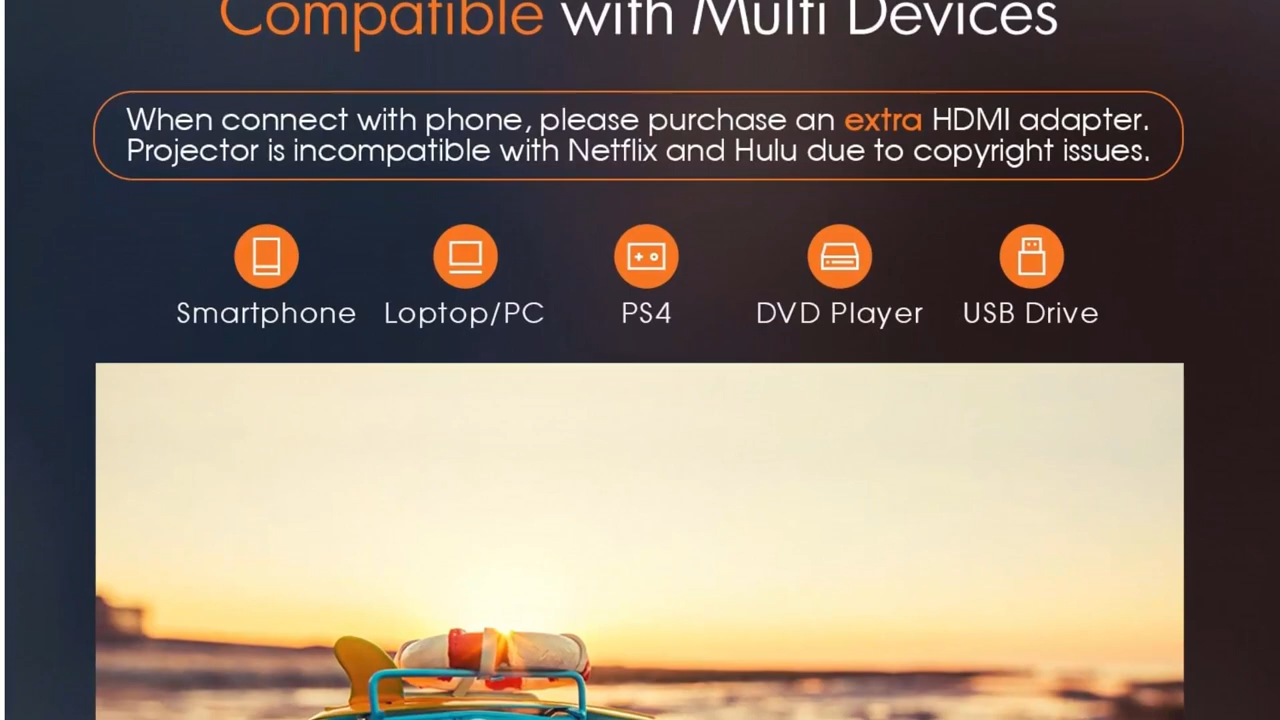 Compatible with Multi Devices
When connect with phone, please purchase an extra HDMI adapter.
Projector is incompatible with Netflix and Hulu due to copyright issues.
Smartphone Loptop/PC PS4 DVD Player USB Drive